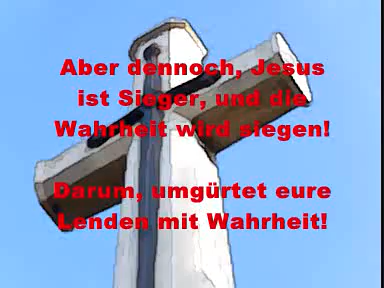 Aber dennoch, Jesus
ist Sieger, und die
Wahrheit wird siegen!
Darum, umgürtet eure
Lenden mit Wahrheit!